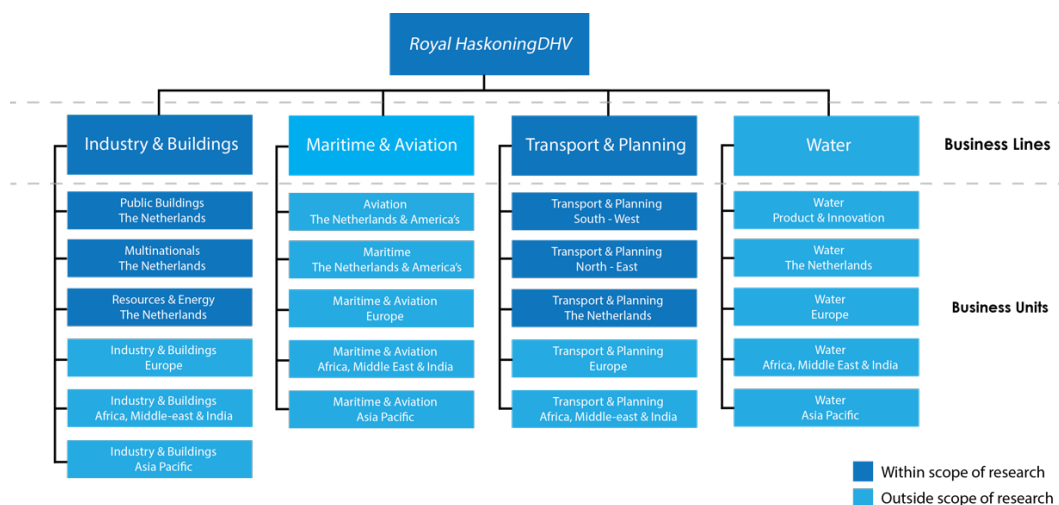 Royal HaskoningDHV
Industry & Buildings
Maritime & Aviation
Transport & Planning
Water
Business Lines
Public Buildings
The Netherlands
Multinationals
The Netherlands
Resources & Energy
The Netherlands
Industry & Buildings
Europe
Industry & Buildings
Africa, Middle-east & India
Industry & Buildings
Asia Pacific
Aviation
The Netherlands & America's
Maritime
The Netherlands & America's
Maritime & Aviation
Europe
Maritime & Aviation
Africa, Middle East & India
Maritime & Aviation
Asia Pacific
Transport & Planning
South - West
Transport & Planning
North - East
Transport & Planning
The Netherlands
Transport & Planning
Europe
Transport & Planning
Africa, Middle-east & India
Water
Product & Innovation
Water
The Netherlands
Water
Europe
Water
Africa, Middle East & India
Water
Asia Pacific
Business Units
Within scope of research
Outside scope of research